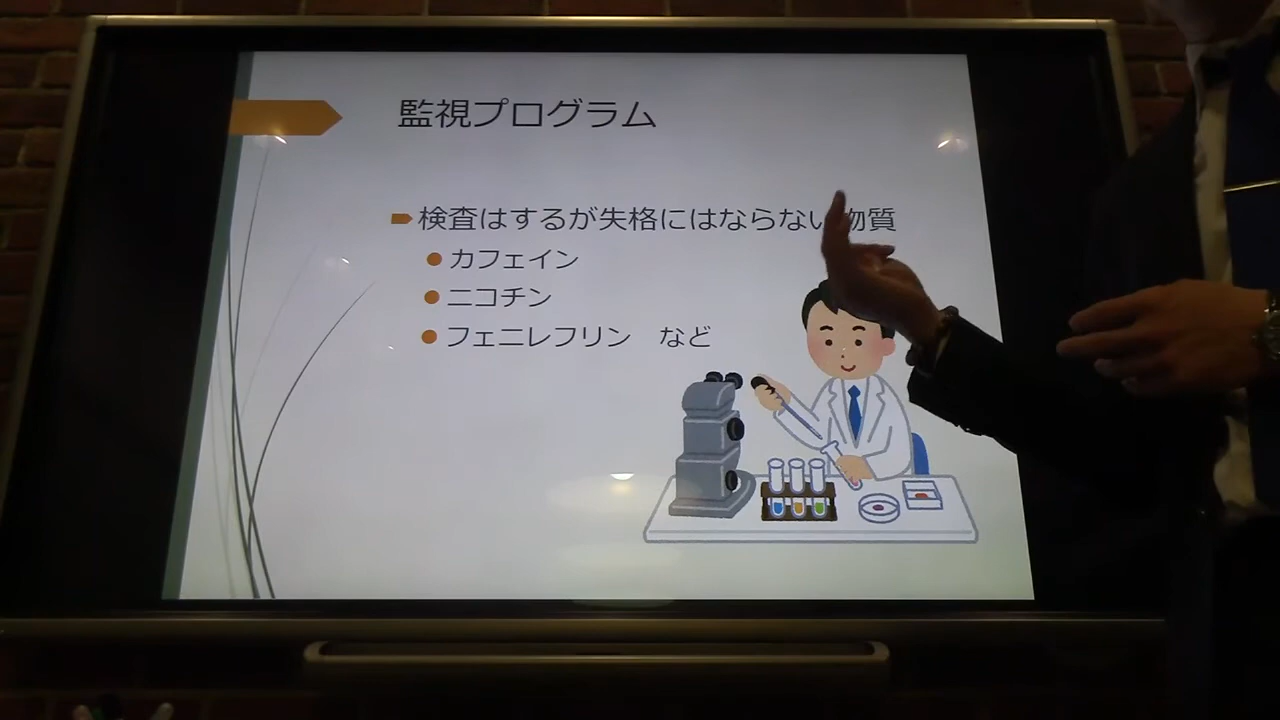 監視プログラム
検査はするが失格にはならない物質
カフェイン
ニコチン
フェニレフリン など